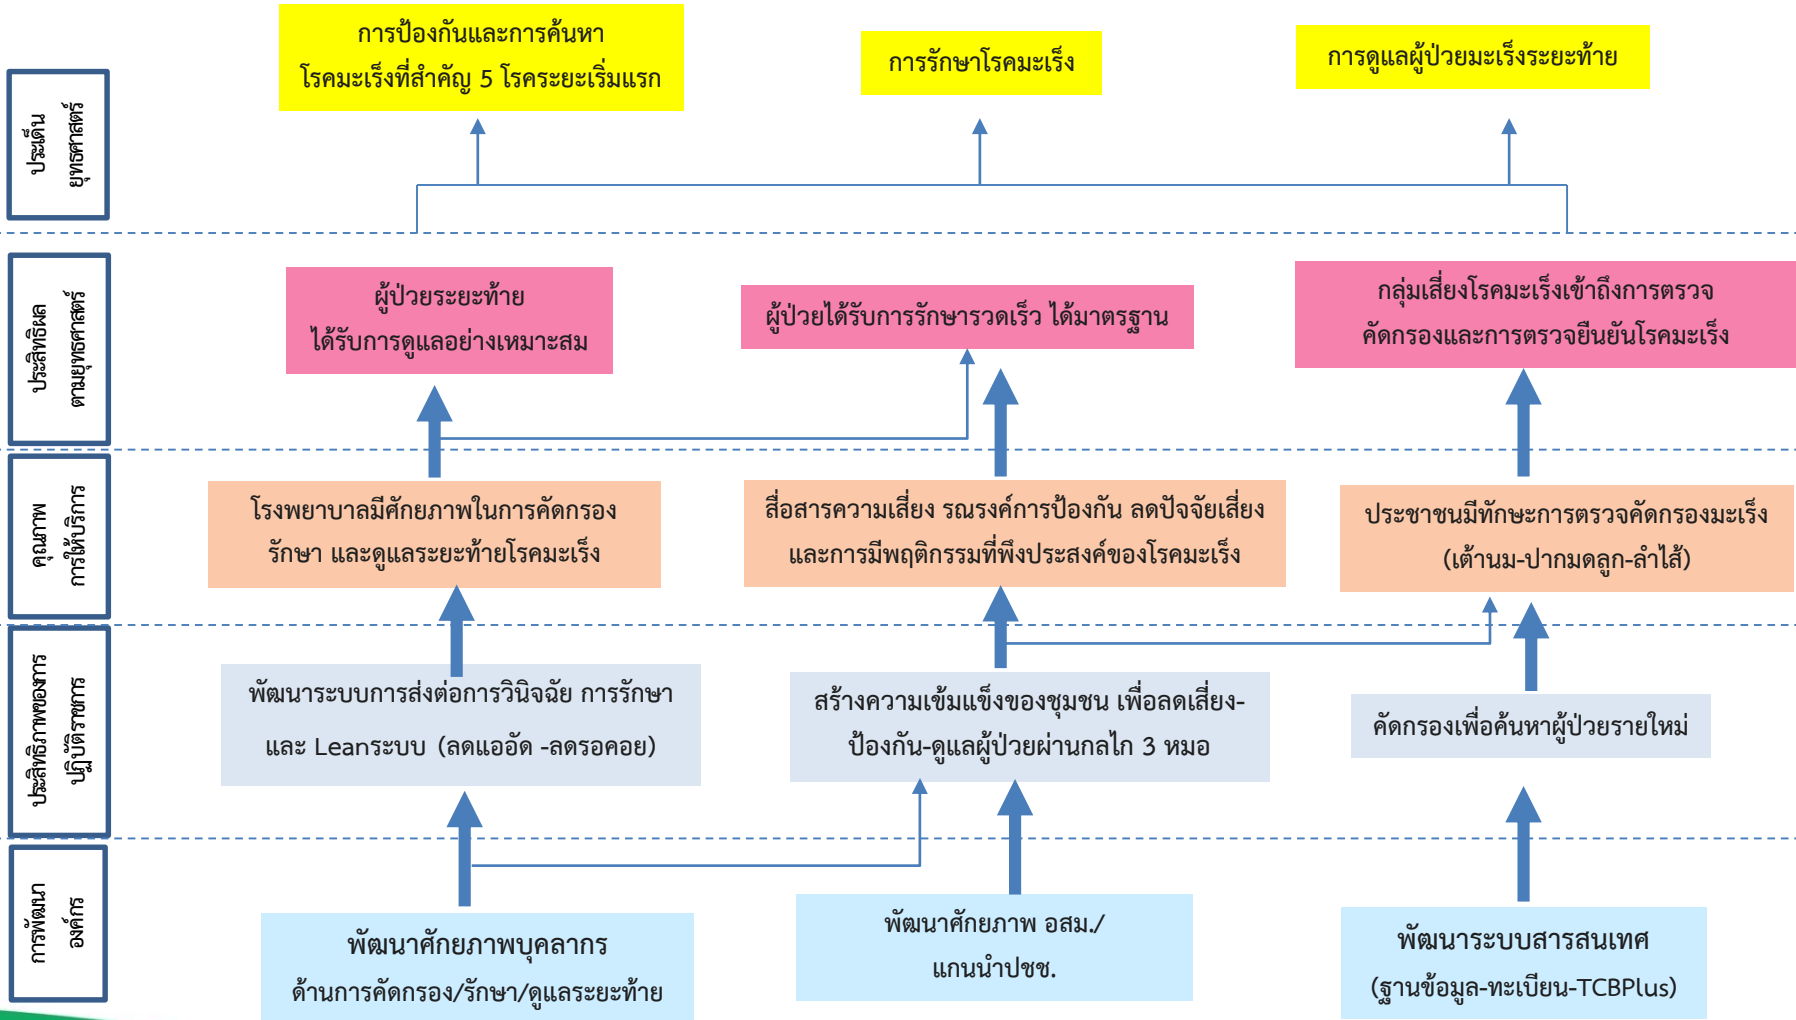 ประเด็น
ยุทธศาสตร์
การป้องกันและการค้นหา
โรคมะเร็งที่สำคัญ 5 โรคระยะเริ่มแรก
การรักษาโรคมะเร็ง
การดูแลผู้ป่วยมะเร็งระยะท้าย
ประสิทธิผล
ตามยุทธศาสตร์
ผู้ป่วยระยะท้าย
ได้รับการดูแลอย่างเหมาะสม
ผู้ป่วยได้รับการรักษารวดเร็ว ได้มาตรฐาน
กลุ่มเสี่ยงโรคมะเร็งเข้าถึงการตรวจ
คัดกรองและการตรวจยืนยันโรคมะเร็ง
คุณภาพ
การให้บริการ
โรงพยาบาลมีศักยภาพในการคัดกรอง
รักษา และดูแลระยะท้ายโรคมะเร็ง
สื่อสารความเสี่ยง รณรงค์การป้องกัน ลดปัจจัยเสี่ยง
และการมีพฤติกรรมที่พึงประสงค์ของโรคมะเร็ง
ประชาชนมีทักษะการตรวจคัดกรองมะเร็ง
(เต้านม-ปากมดลูก-ลำไส้)
ประสิทธิภาพของการ
ปฏิบัติราชการ
พัฒนาระบบการส่งต่อการวินิจฉัย การรักษา
และ Leanระบบ (ลดแออัด -ลดรอคอย)
สร้างความเข้มแข็งของชุมชน เพื่อลดเสี่ยง-
ป้องกัน-ดูแลผู้ป่วยผ่านกลไก 3 หมอ
คัดกรองเพื่อค้นหาผู้ป่วยรายใหม่
การพัฒนา
องค์กร
พัฒนาศักยภาพบุคลากร
ด้านการคัดกรอง/รักษา/ดูแลระยะท้าย
พัฒนาศักยภาพ อสม./
แกนนำปชช.
พัฒนาระบบสารสนเทศ
(ฐานข้อมูล-ทะเบียน-TCBPlus)